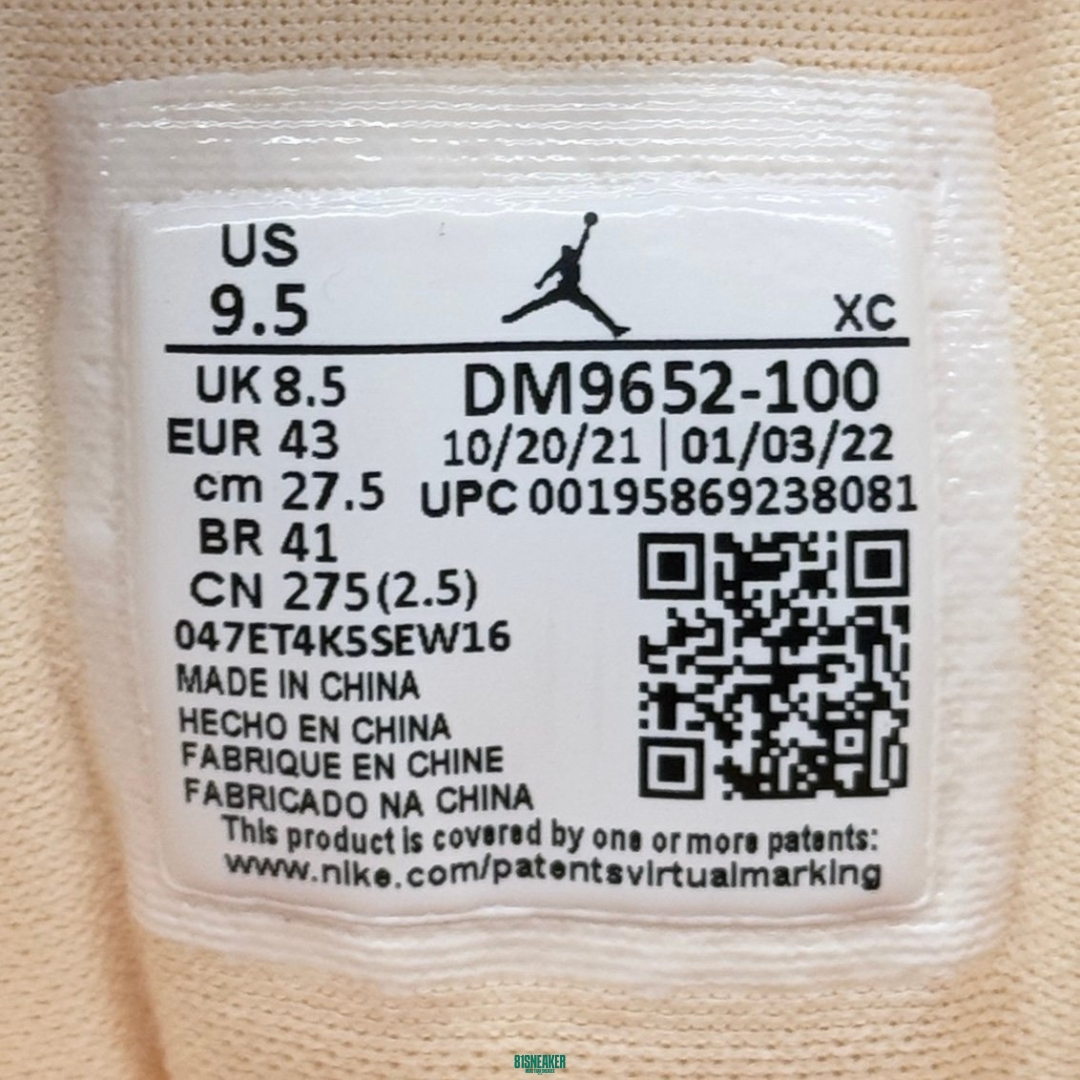 US
9.5
XC
UK 8.5
DM9652-100
EUR 43
10/20/21 | 01/03/22
cm 27.5
UPC 00195869238081
BR 41
CN 275(2.5)
047ET4K5SEW16
MADE IN CHINA
HECHO EN CHINA
FABRIQUE EN CHINE
FABRICADO NA CHINA
This product is covered by one or more patents:
www.nike.com/patentsvirtualmarking
81SNEAKER